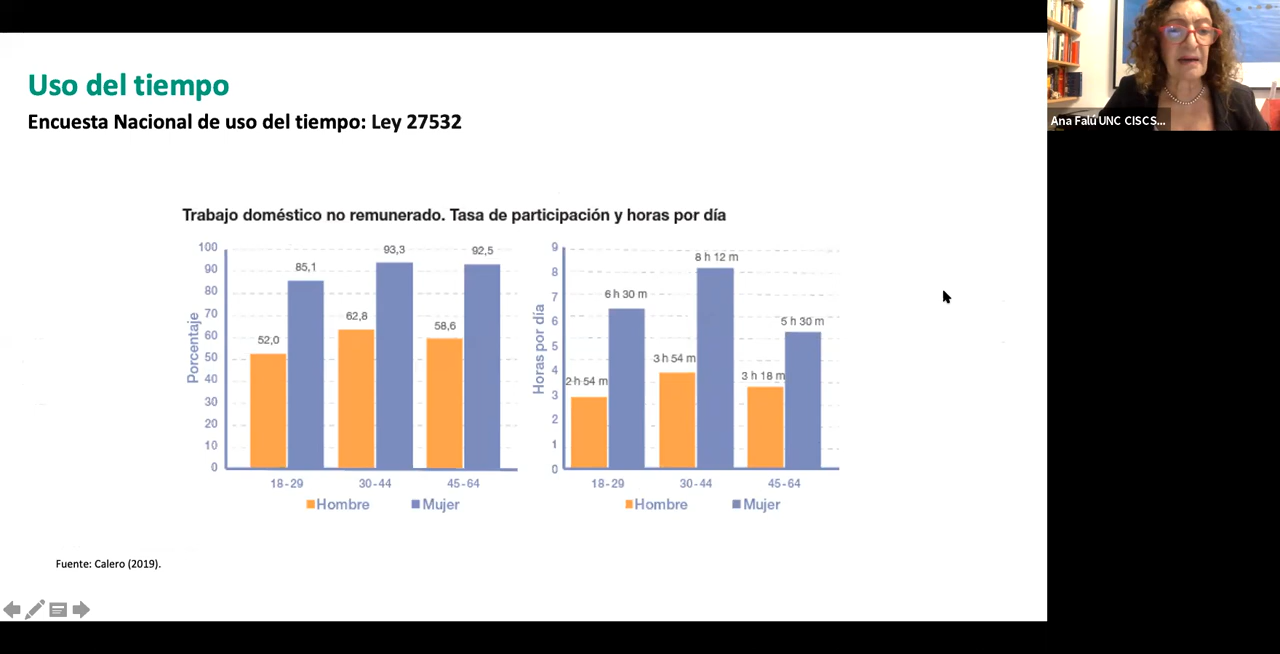 Uso del tiempo
Encuesta Nacional de uso del tiempo: Ley 27532
Trabajo doméstico no remunerado. Tasa de participación y horas por día
Porcentaje
100
90
80
70
60
50
40
30
20
10
0
52,0
85,1
62,8
93,3
58,6
92,5
18-29
30-44
45-64
Hombre
Mujer
Horas por día
9
8
7
6
5
4
3
2
1
0
2 h 54 m
6 h 30 m
3 h 54 m
8 h 12 m
3 h 18 m
5 h 30 m
18-29
30-44
45-64
Hombre
Mujer
Fuente: Calero (2019).
Ana Falú UNC CISCS...